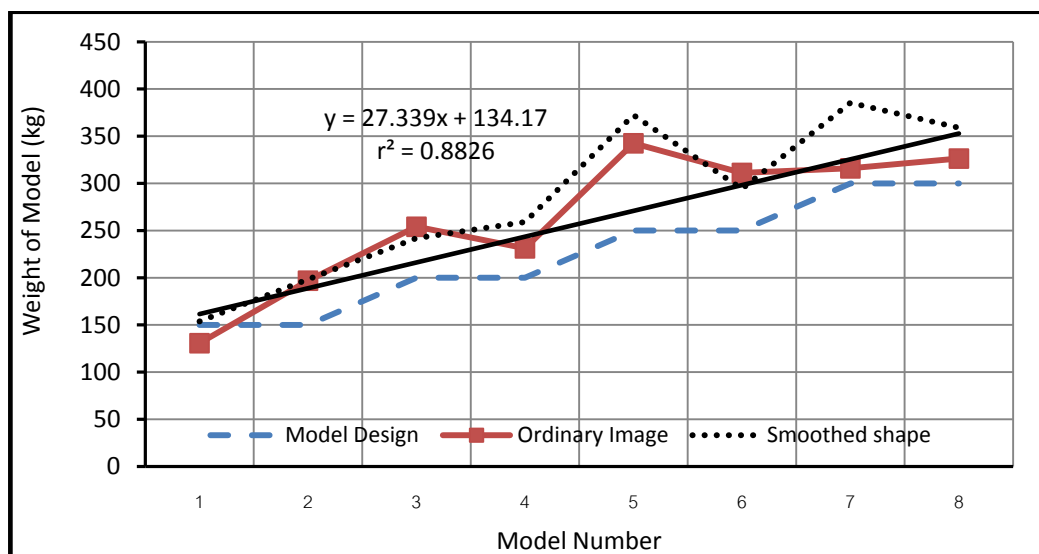 450
400
350
300
250
200
150
100
50
0
Weight of Model (kg)
y = 27.339x + 134.17
r² = 0.8826
Model Design Ordinary Image Smoothed shape
1 2 3 4 5 6 7 8
Model Number